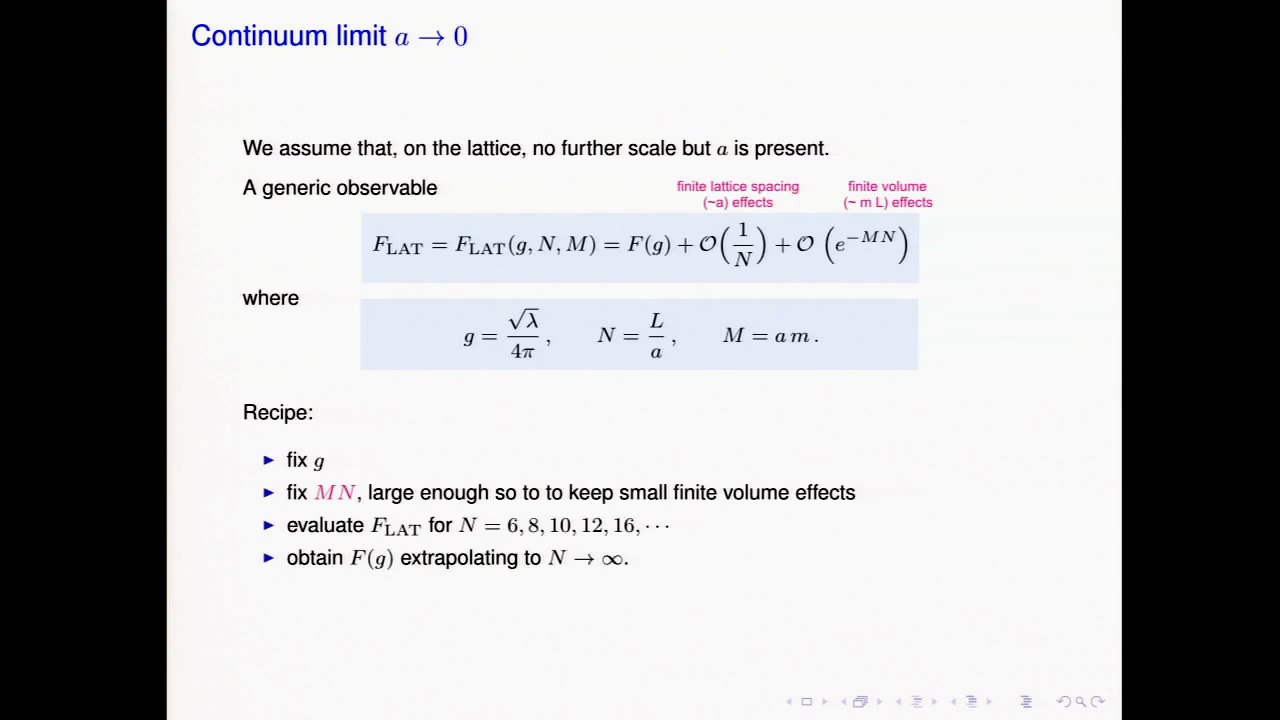 Continuum limit a → 0
We assume that, on the lattice, no further scale but a is present.
A generic observable
finite lattice spacing (~a) effects
finite volume (~ m L) effects
F_LAT = F_LAT(g, N, M) = F(g) + O(1/N) + O (e^{-MN})
where
g = √λ/4π , N = L/a , M = a m .
Recipe:
► fix g
► fix MN, large enough so to to keep small finite volume effects
► evaluate F_LAT for N = 6, 8, 10, 12, 16, ···
► obtain F(g) extrapolating to N → ∞.